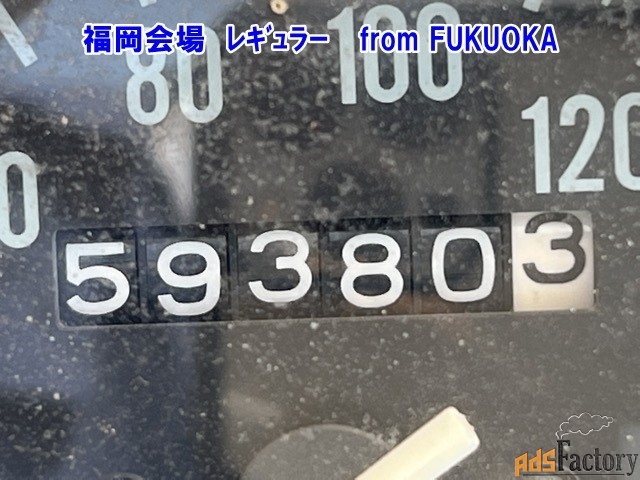 福岡会場 ﾚｷﾞｭﾗｰ from FUKUOKA
80 100 120
0
593803
AdsFactory